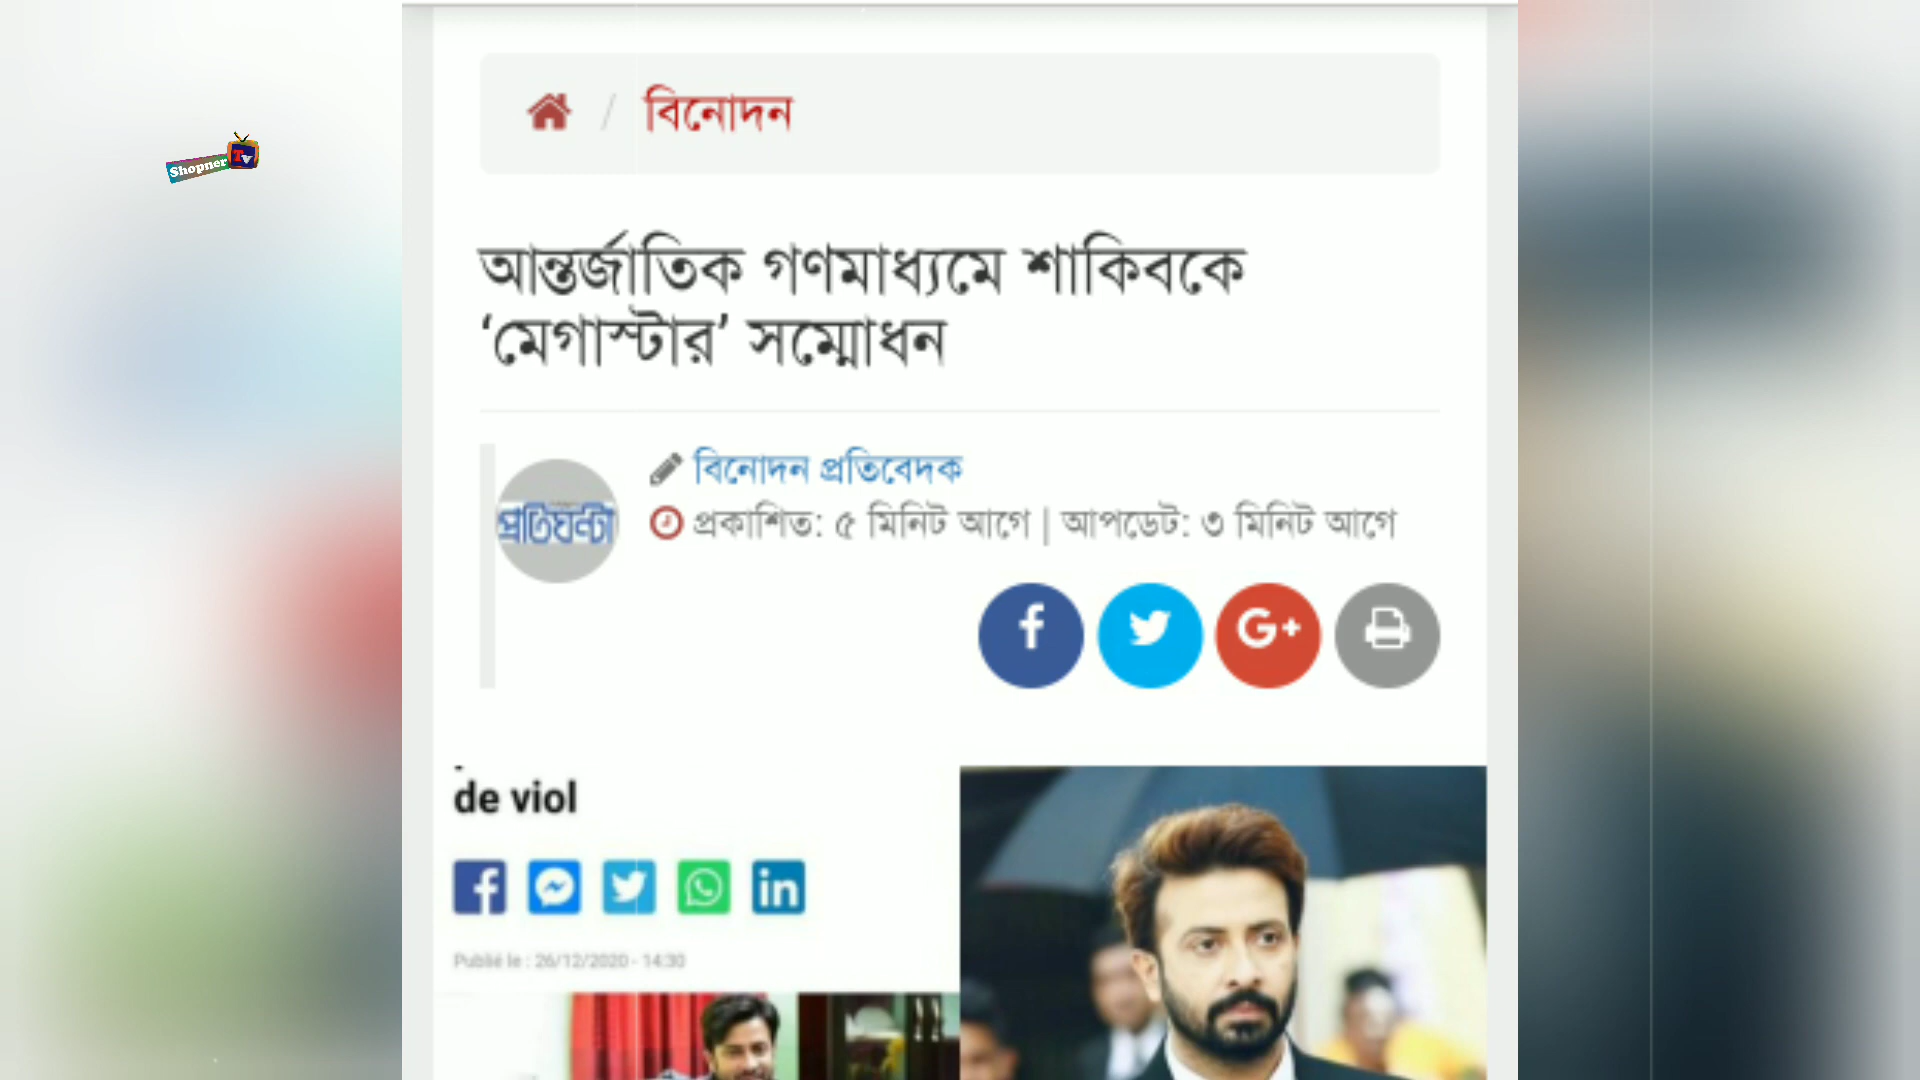 Shopner Tv
/ বিনোদন
আন্তর্জাতিক গণমাধ্যমে শাকিবকে
‘মেগাস্টার’ সম্মোধন
প্রতিঘন্টা
বিনোদন প্রতিবেদক
প্রকাশিত: ৫ মিনিট আগে | আপডেট: ৩ মিনিট আগে
f G+
de viol
f in
Publié le : 26/12/2020 - 14:30